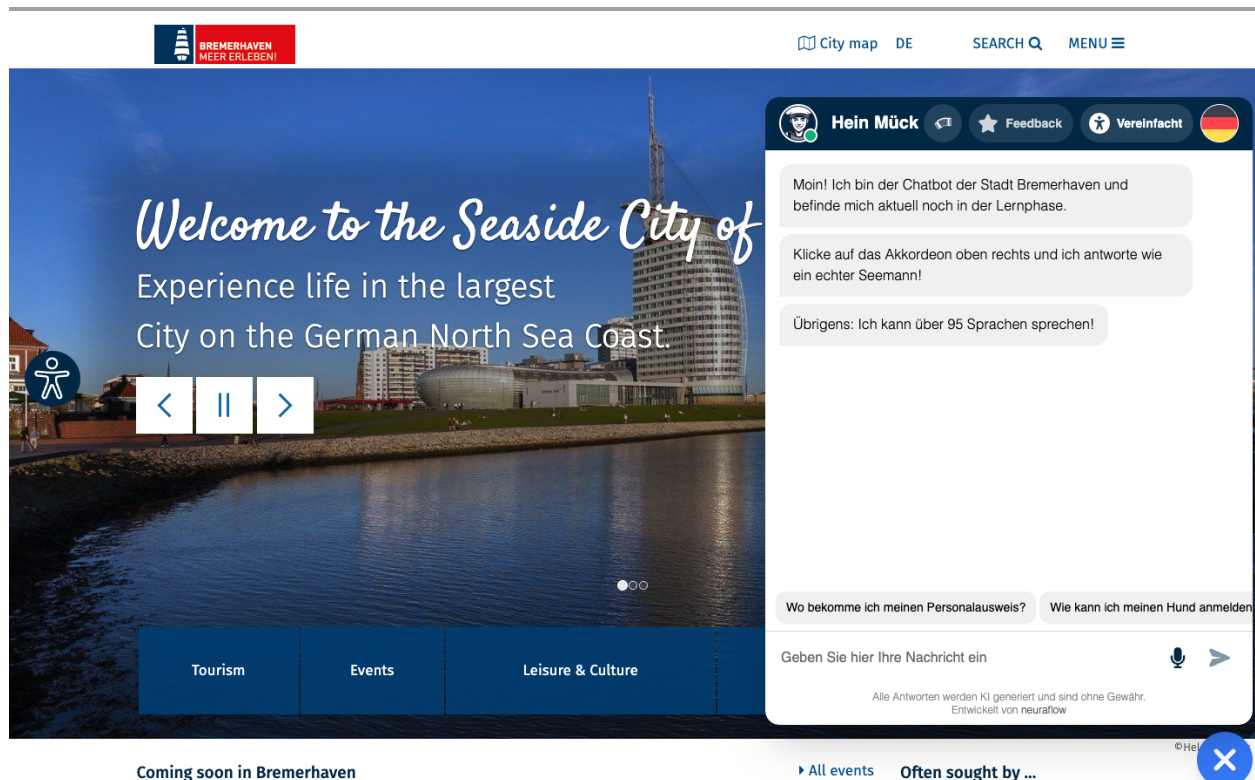 BREMERHAVEN
MEER ERLEBEN!
City map
DE
SEARCH
MENU
Welcome to the Seaside City of
Experience life in the largest
City on the German North Sea Coast.
Tourism
Events
Leisure & Culture
Hein Mück
Feedback
Vereinfacht
Moin! Ich bin der Chatbot der Stadt Bremerhaven und
befinde mich aktuell noch in der Lernphase.
Klicke auf das Akkordeon oben rechts und ich antworte wie
ein echter Seemann!
Übrigens: Ich kann über 95 Sprachen sprechen!
Wo bekomme ich meinen Personalausweis?
Wie kann ich meinen Hund anmelden
Geben Sie hier Ihre Nachricht ein
Alle Antworten werden KI generiert und sind ohne Gewähr.
Entwickelt von neuraflow
Coming soon in Bremerhaven
All events
Often sought by ...